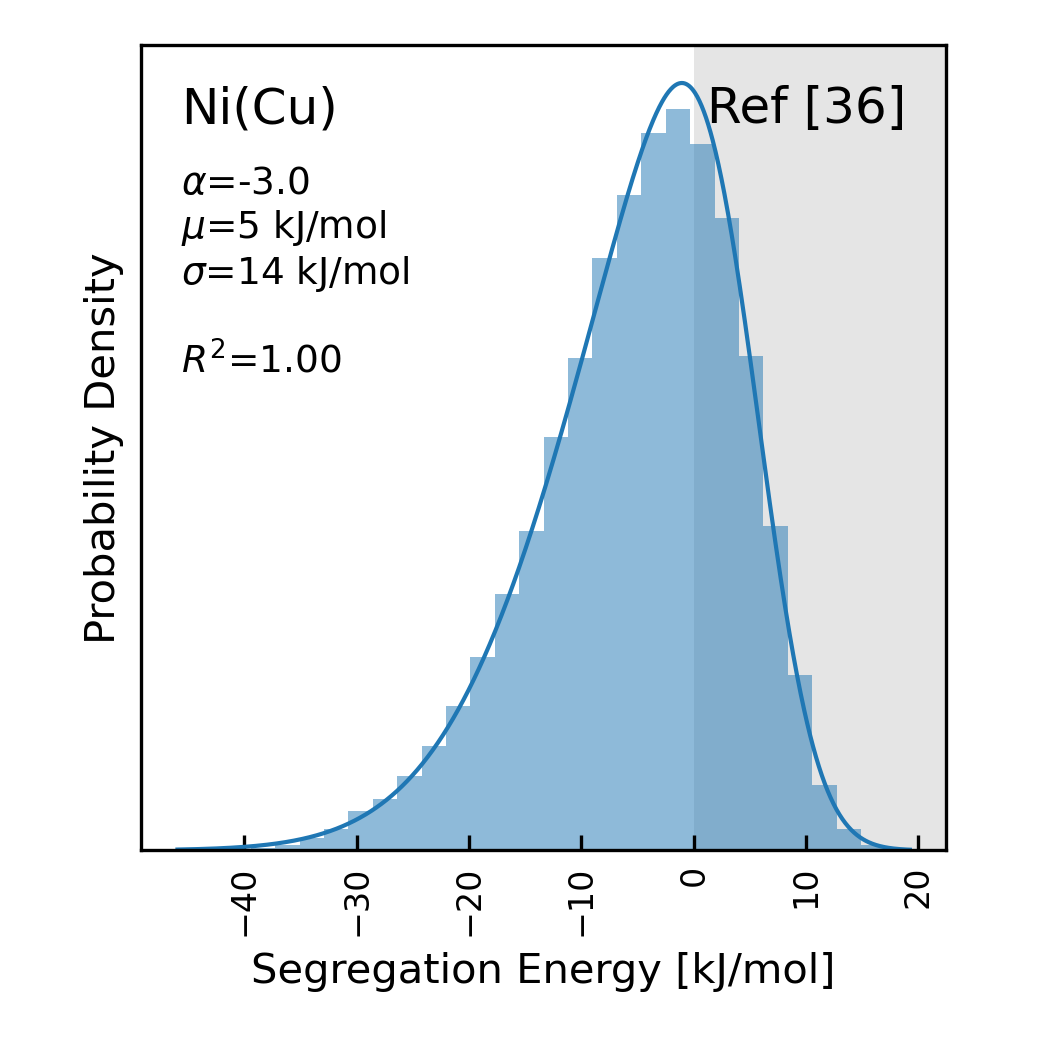 Ni(Cu)
Ref [36]
α=-3.0
μ=5 kJ/mol
σ=14 kJ/mol
R²=1.00
Probability Density
−40 −30 −20 −10 0 10 20
Segregation Energy [kJ/mol]